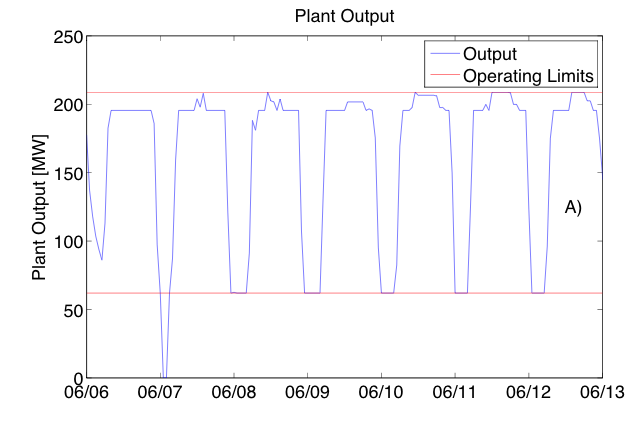 Plant Output
250
Output
Operating Limits
200
150
A)
100
50
0
Plant Output [MW]
06/06 06/07 06/08 06/09 06/10 06/11 06/12 06/13